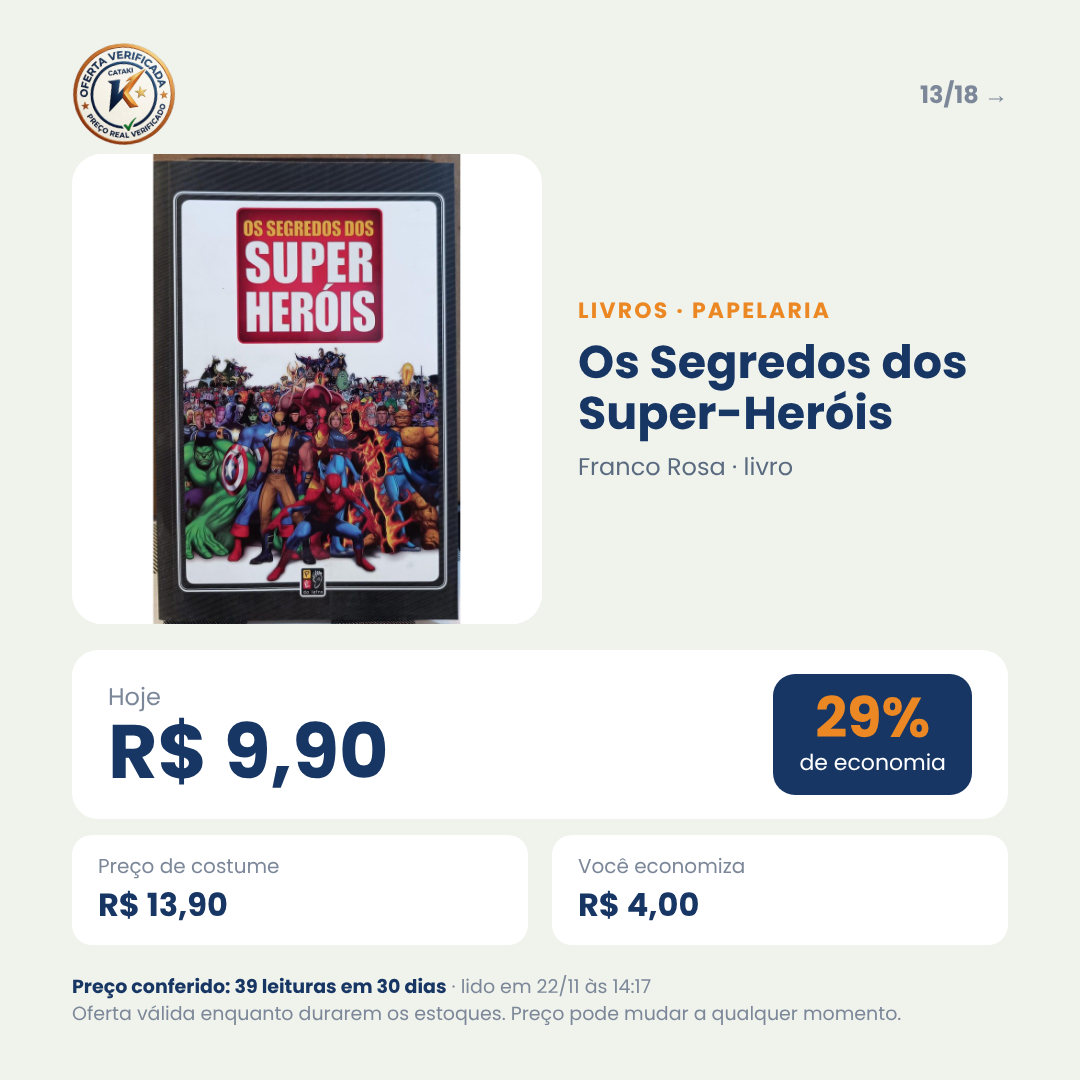 OFERTA VERIFICADA
CATAKI
K
PREÇO REAL VERIFICADO
13/18 →
OS SEGREDOS DOS
SUPER
HERÓIS
LIVROS · PAPELARIA
Os Segredos dos
Super-Heróis
Franco Rosa · livro
Hoje
R$ 9,90
29%
de economia
Preço de costume
R$ 13,90
Você economiza
R$ 4,00
Preço conferido: 39 leituras em 30 dias · lido em 22/11 às 14:17
Oferta válida enquanto durarem os estoques. Preço pode mudar a qualquer momento.